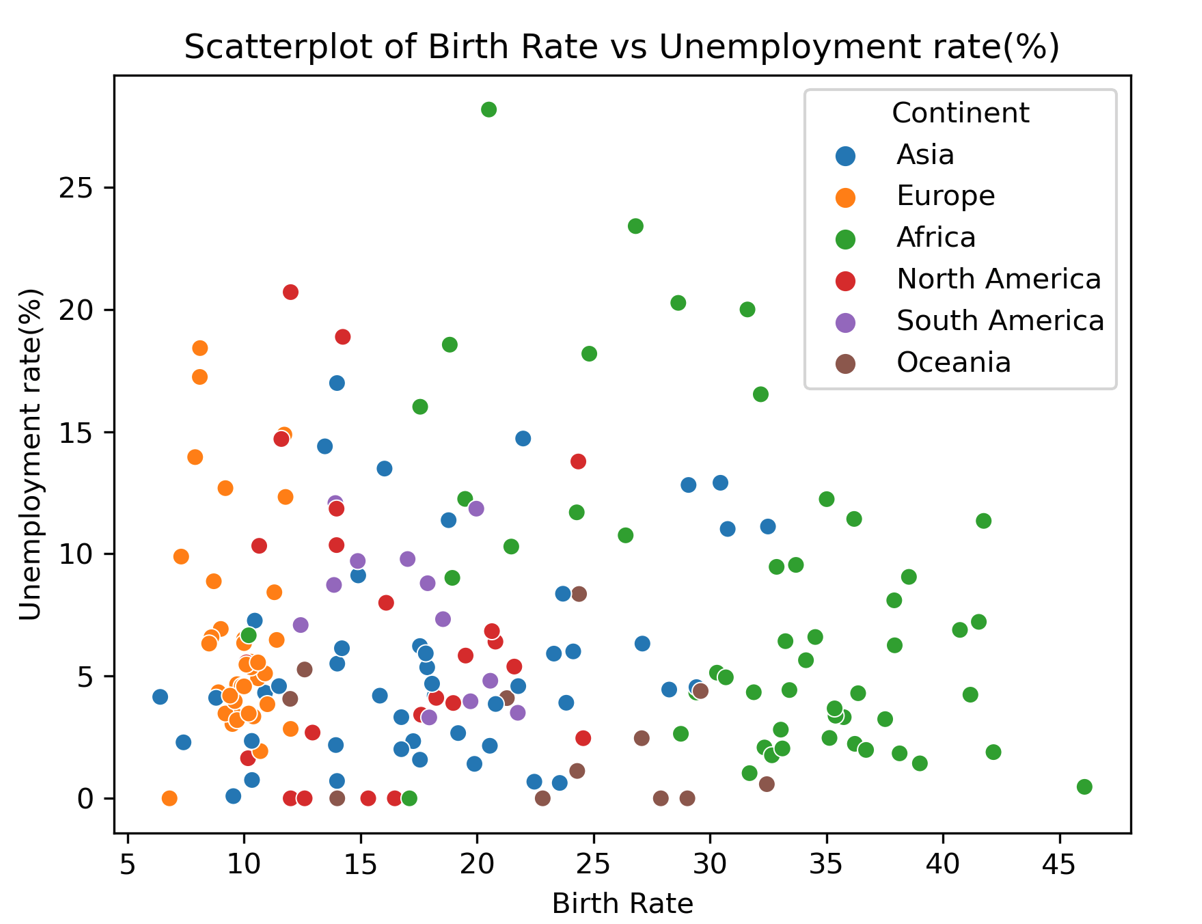 Scatterplot of Birth Rate vs Unemployment rate(%)
Continent
Asia
Europe
Africa
North America
South America
Oceania
Unemployment rate(%)
25
20
15
10
5
0
5 10 15 20 25 30 35 40 45
Birth Rate